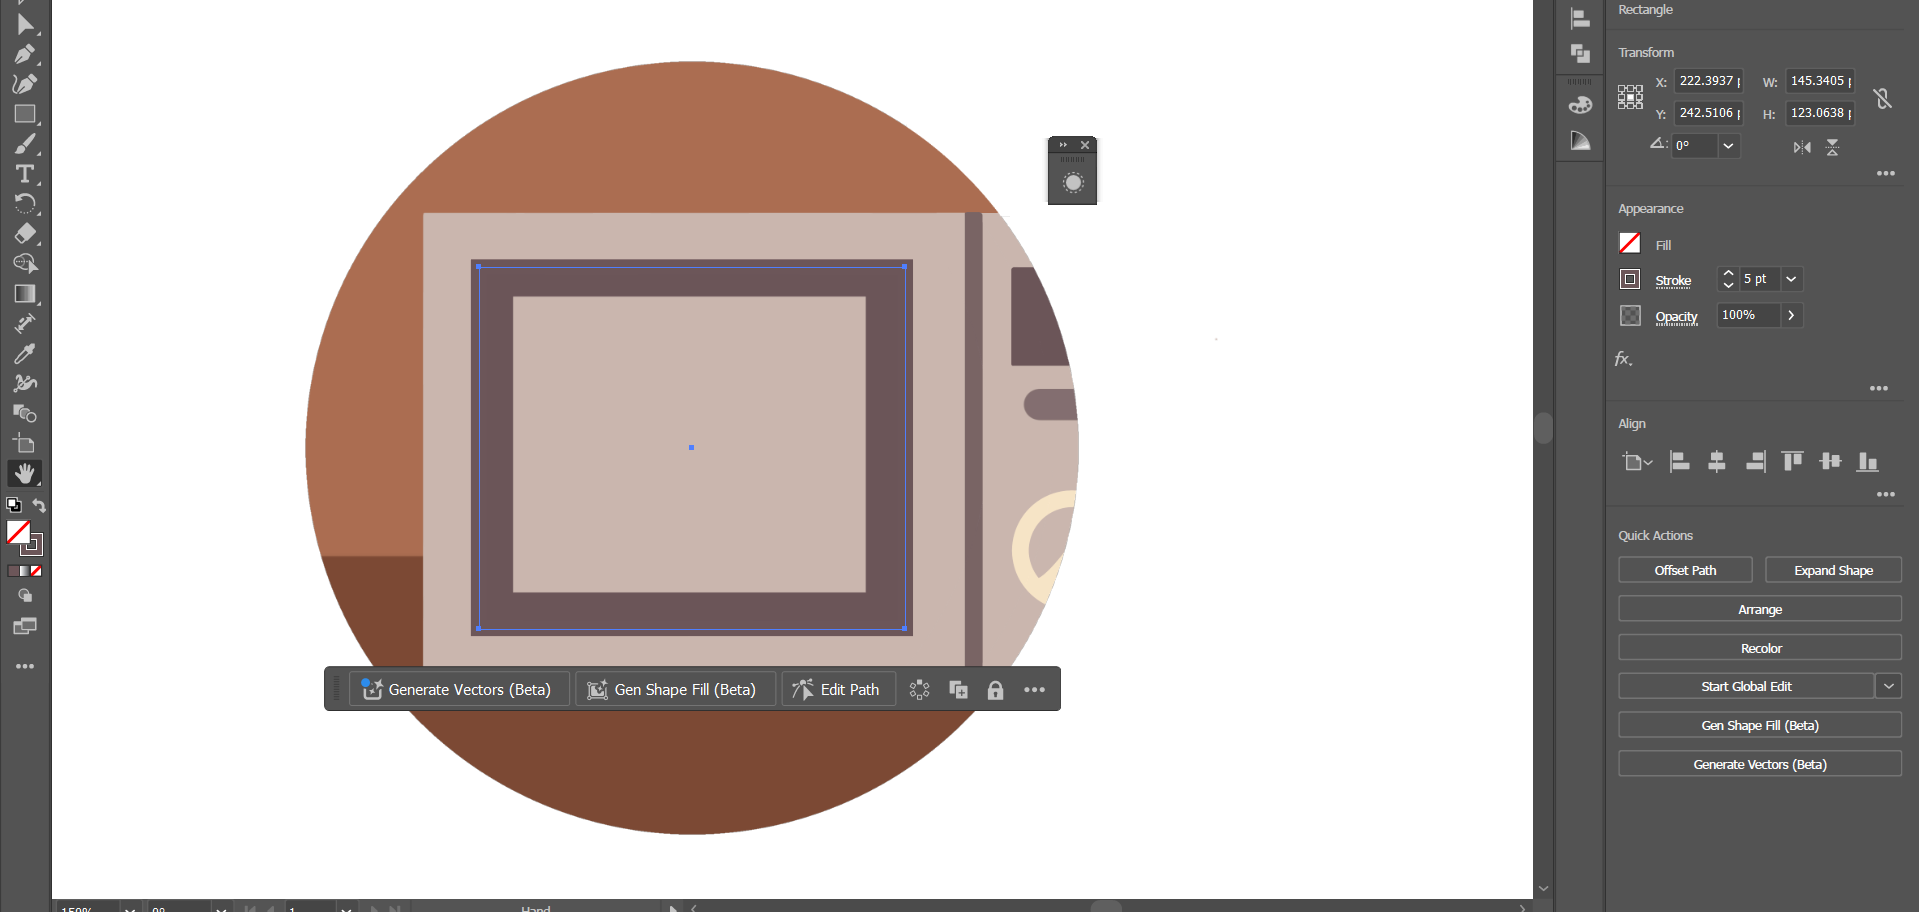 Rectangle
Transform
X: 222.3937 p W: 145.3405 p
Y: 242.5106 p H: 123.0638 p
0°
Appearance
Fill
Stroke 5 pt
Opacity 100%
fx.
Align
Quick Actions
Offset Path Expand Shape
Arrange
Recolor
Start Global Edit
Gen Shape Fill (Beta)
Generate Vectors (Beta)
Generate Vectors (Beta) Gen Shape Fill (Beta) Edit Path
150% 0° 1 Hand